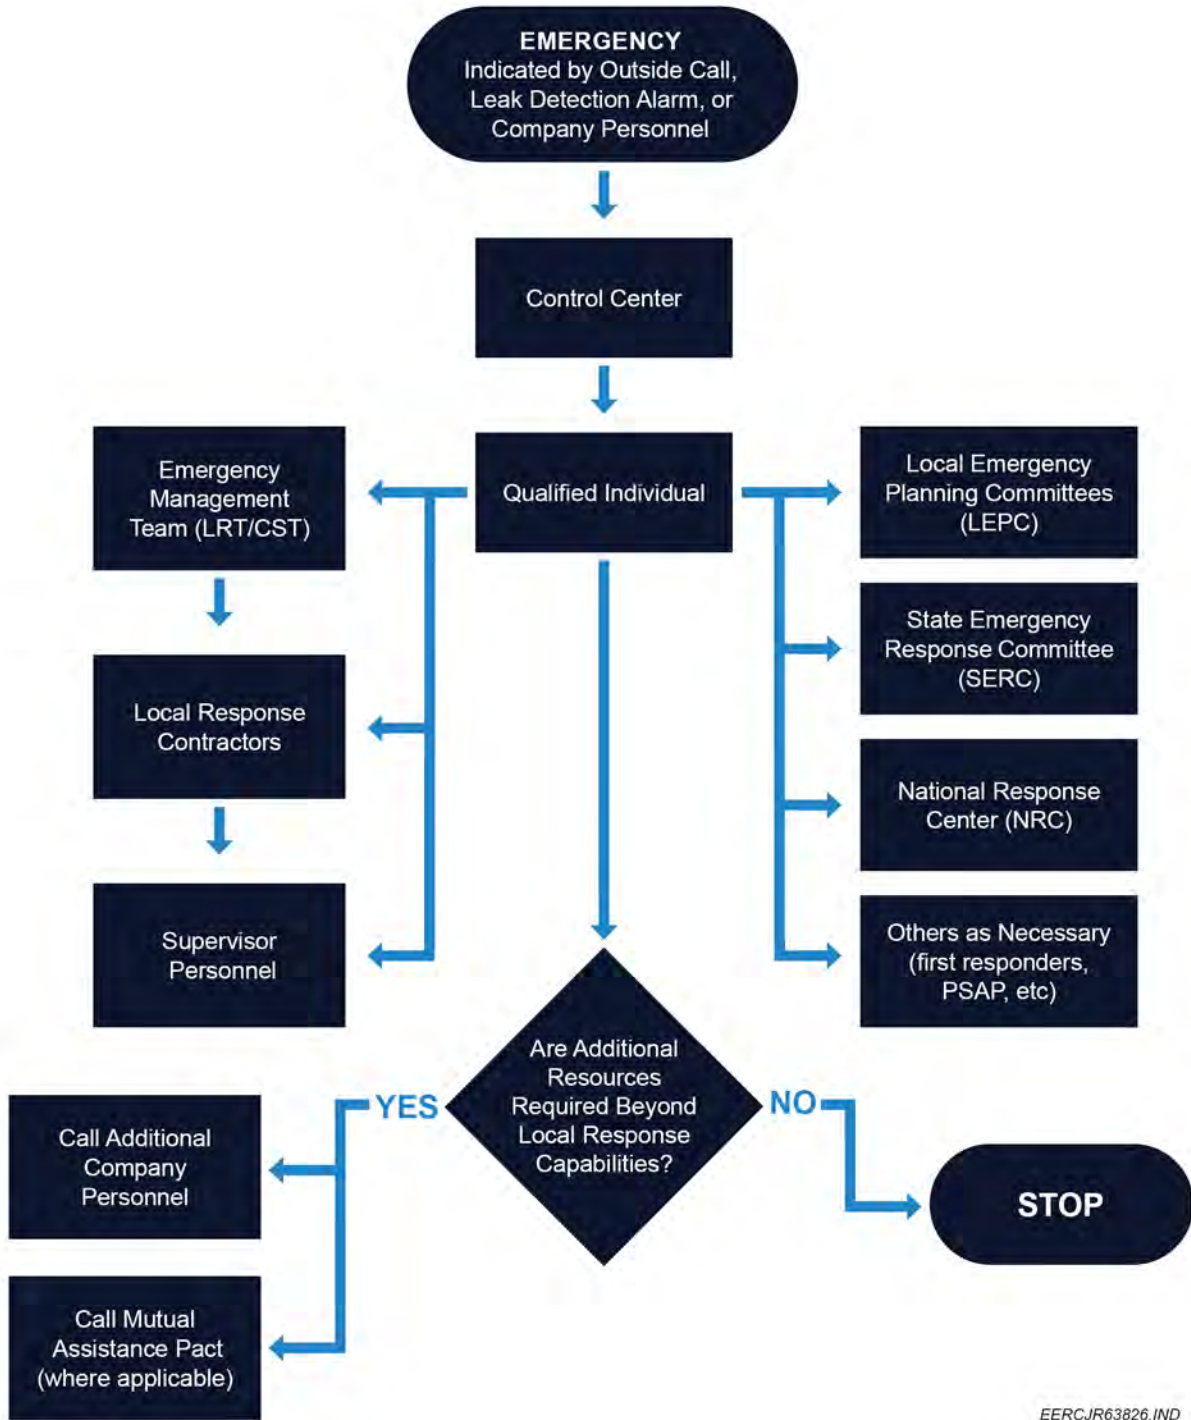 EMERGENCY
Indicated by Outside Call,
Leak Detection Alarm, or
Company Personnel
Control Center
Emergency
Management
Team (LRT/CST)
Qualified Individual
Local Emergency
Planning Committees
(LEPC)
State Emergency
Response Committee
(SERC)
Local Response
Contractors
National Response
Center (NRC)
Supervisor
Personnel
Others as Necessary
(first responders,
PSAP, etc)
Are Additional
Resources
Required Beyond
Local Response
Capabilities?
YES
NO
Call Additional
Company
Personnel
STOP
Call Mutual
Assistance Pact
(where applicable)
EERCJR63826.IND